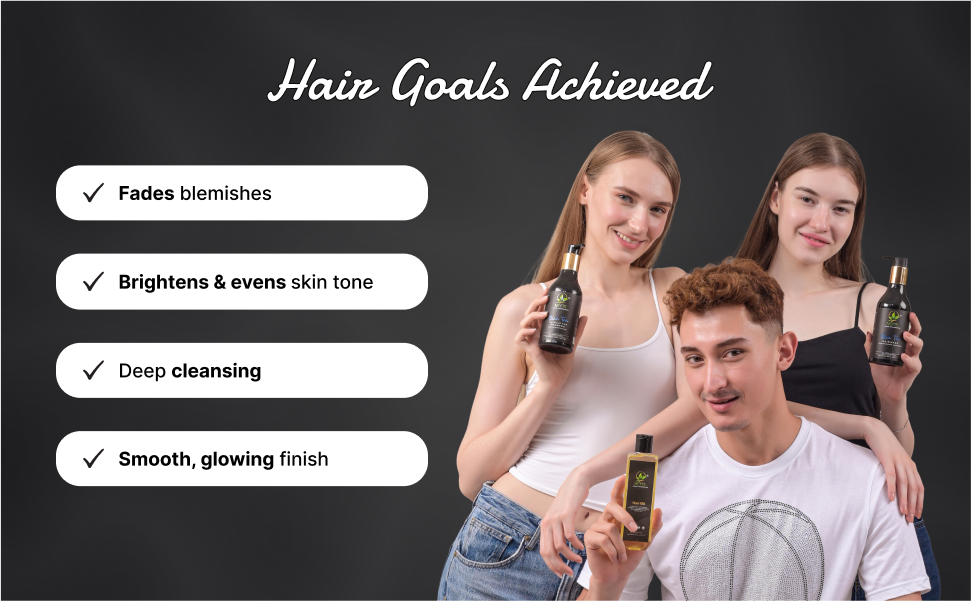 Hair Goals Achieved
Fades blemishes
Brightens & evens skin tone
Deep cleansing
Smooth, glowing finish